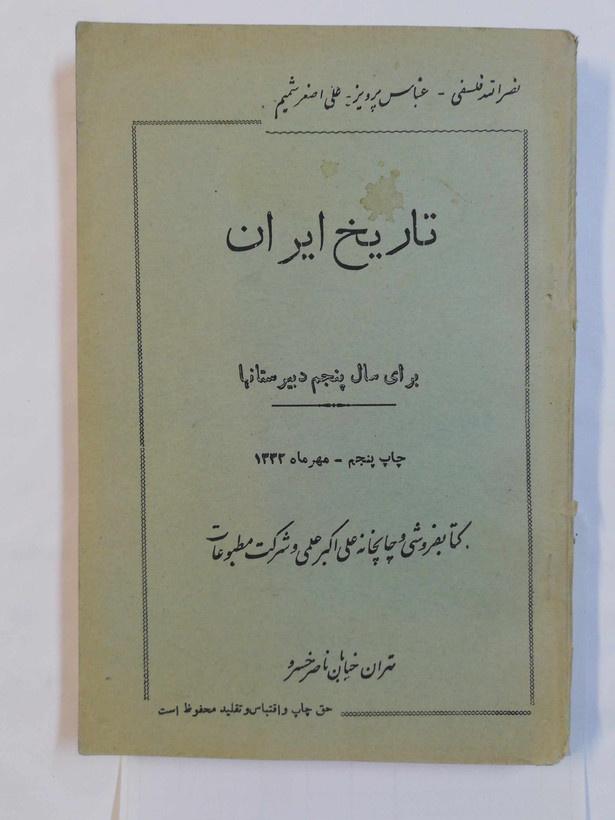 نصرالله فلسفی - عباس پرویز - علی اصغر شمیم
تاریخ ایران
برای سال پنجم دبیرستانها
چاپ پنجم - مهرماه ۱۳۳۲
کتابفروشی و چاپخانه علی اکبر علمی و شرکت مطبوعات
تهران خیابان ناصرخسرو
حق چاپ و اقتباس و تقلید محفوظ است